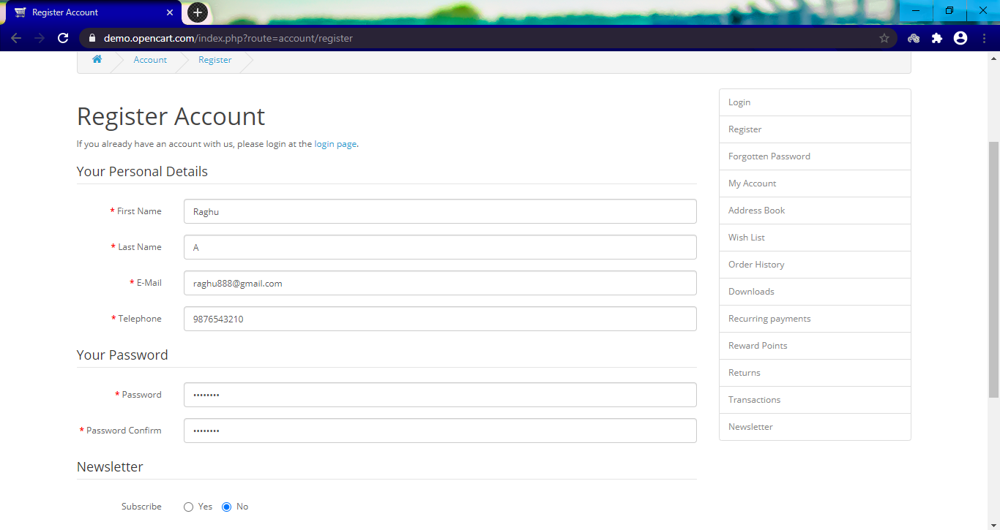 Register Account
demo.opencart.com/index.php?route=account/register
Account
Register
Register Account
If you already have an account with us, please login at the login page.
Your Personal Details
* First Name
Raghu
* Last Name
A
* E-Mail
raghu888@gmail.com
* Telephone
9876543210
Your Password
* Password
••••••••
* Password Confirm
••••••••
Newsletter
Subscribe
Yes
No
Login
Register
Forgotten Password
My Account
Address Book
Wish List
Order History
Downloads
Recurring payments
Reward Points
Returns
Transactions
Newsletter